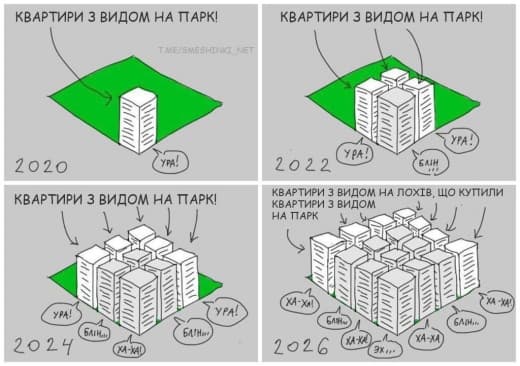 КВАРТИРИ З ВИДОМ НА ПАРК!
T.ME/SMESHINKI_NET
УРА!
2020
КВАРТИРИ З ВИДОМ НА ПАРК!
УРА!
БЛІН...
УРА!
2022
КВАРТИРИ З ВИДОМ НА ПАРК!
УРА!
БЛІН...
ХА-ХА!
БЛІН...
УРА!
2024
КВАРТИРИ З ВИДОМ НА ЛОХІВ, ЩО КУПИЛИ
КВАРТИРИ З ВИДОМ
НА ПАРК
ХА-ХА!
БЛІН...
ХА-ХА!
ЭХ...
ХА-ХА
БЛІН...
ХА-ХА!
2026